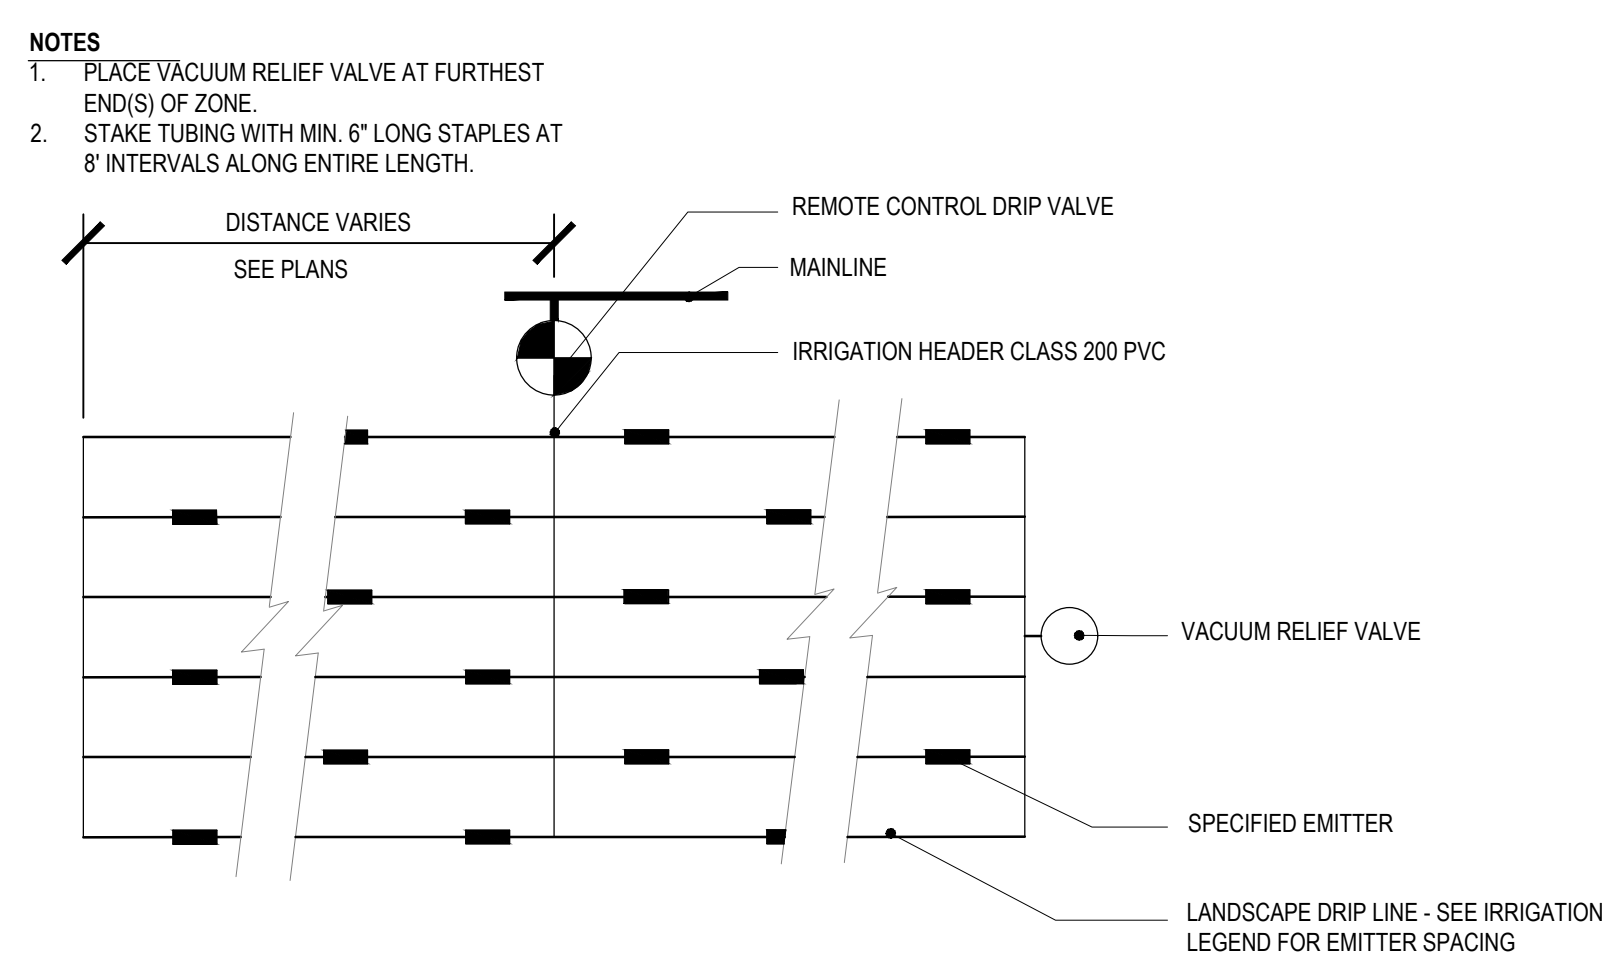 NOTES
1. PLACE VACUUM RELIEF VALVE AT FURTHEST
END(S) OF ZONE.
2. STAKE TUBING WITH MIN. 6" LONG STAPLES AT
8' INTERVALS ALONG ENTIRE LENGTH.
DISTANCE VARIES
SEE PLANS
REMOTE CONTROL DRIP VALVE
MAINLINE
IRRIGATION HEADER CLASS 200 PVC
VACUUM RELIEF VALVE
SPECIFIED EMITTER
LANDSCAPE DRIP LINE - SEE IRRIGATION
LEGEND FOR EMITTER SPACING